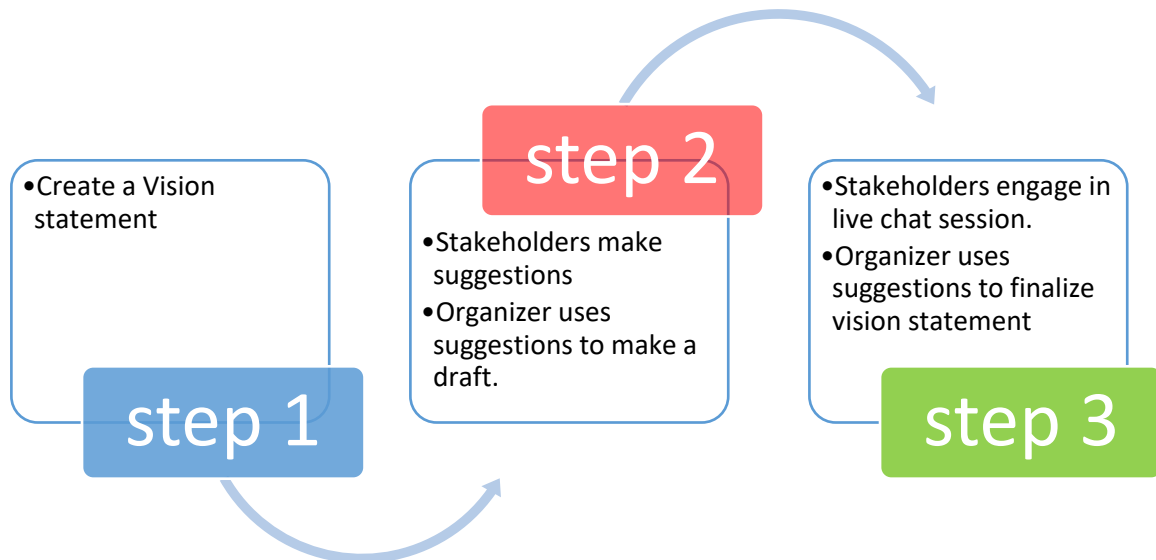 •Create a Vision
statement
step 1
step 2
•Stakeholders make
suggestions
•Organizer uses
suggestions to make a
draft.
•Stakeholders engage in
live chat session.
•Organizer uses
suggestions to finalize
vision statement
step 3